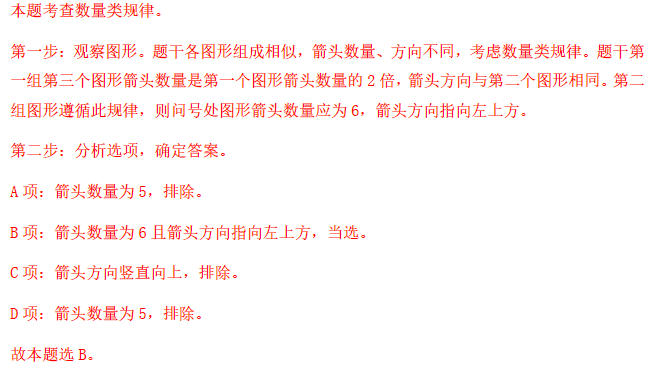 本题考查数量类规律。
第一步：观察图形。题干各图形组成相似，箭头数量、方向不同，考虑数量类规律。题干第
一组第三个图形箭头数量是第一个图形箭头数量的 2 倍，箭头方向与第二个图形相同。第二
组图形遵循此规律，则问号处图形箭头数量应为 6，箭头方向指向左上方。
第二步：分析选项，确定答案。
A 项：箭头数量为 5，排除。
B 项：箭头数量为 6 且箭头方向指向左上方，当选。
C 项：箭头方向竖直向上，排除。
D 项：箭头数量为 5，排除。
故本题选 B。